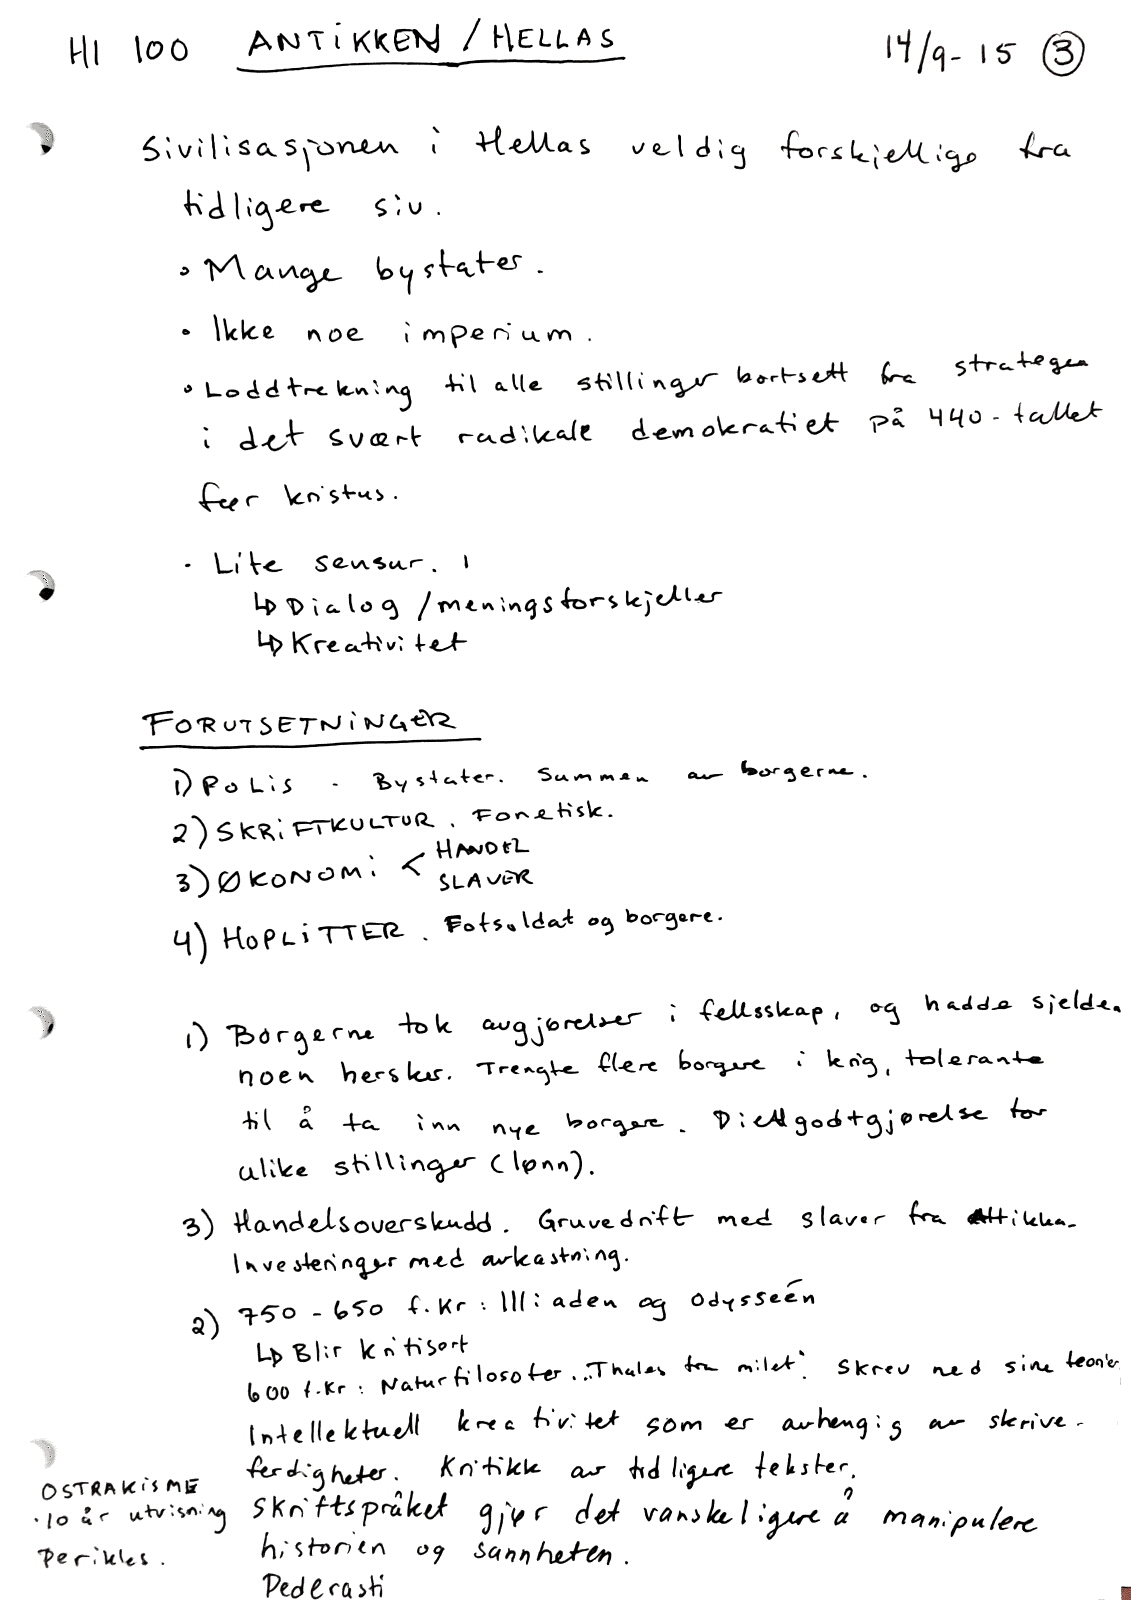 HI 100 ANTIKKEN / HELLAS 14/9-15 3
Sivilisasjonen i Hellas veldig forskjellige fra
tidligere siv.
• Mange bystater.
• Ikke noe imperium.
• Loddtrekning til alle stillinger bortsett fra strategen
i det svært radikale demokratiet på 440-tallet
før kristus.
• Lite sensur.
↳ Dialog / meningsforskjeller
↳ Kreativitet
FORUTSETNINGER
1) POLIS . Bystater. Summen av borgerne.
2) SKRIFTKULTUR . Fonetisk.
3) ØKONOMI < HANDEL
SLAVER
4) HOPLITTER . Fotsoldat og borgere.
1) Borgerne tok avgjørelser i fellsskap, og hadde sjelden
noen hersker. Trengte flere borgere i krig, tolerante
til å ta inn nye borgere. Diettgodtgjørelse for
ulike stillinger (lønn).
3) Handelsoverskudd. Gruvedrift med slaver fra Attikka.
Investeringer med avkastning.
2) 750 - 650 f.Kr : Illiaden og Odysseén
↳ Blir kritisert
600 f.Kr : Naturfilosofer... "Thales fra milet". Skrev ned sine teorier
Intellektuell kreativitet som er avhengig av skrive-
ferdigheter. Kritikk av tidligere tekster.
Skriftspråket gjør det vanskeligere å manipulere
historien og sannheten.
Pederasti
OSTRAKISME
• 10 år utvisning
Perikles.